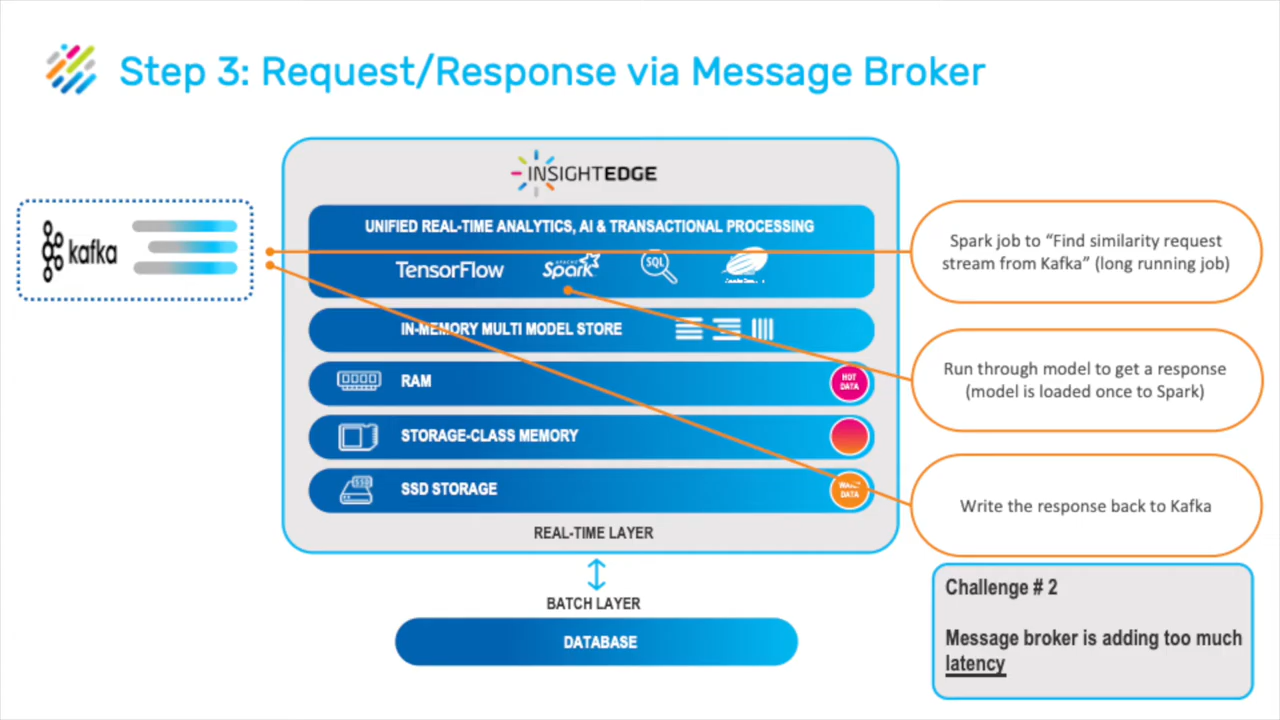 Step 3: Request/Response via Message Broker
INSIGHTEDGE
UNIFIED REAL-TIME ANALYTICS, AI & TRANSACTIONAL PROCESSING
kafka
TensorFlow
APACHE
Spark
SQL
IN-MEMORY MULTI MODEL STORE
RAM
HOT
DATA
STORAGE-CLASS MEMORY
SSD
SSD STORAGE
WARM
DATA
REAL-TIME LAYER
BATCH LAYER
DATABASE
Spark job to “Find similarity request
stream from Kafka” (long running job)
Run through model to get a response
(model is loaded once to Spark)
Write the response back to Kafka
Challenge # 2
Message broker is adding too much
latency